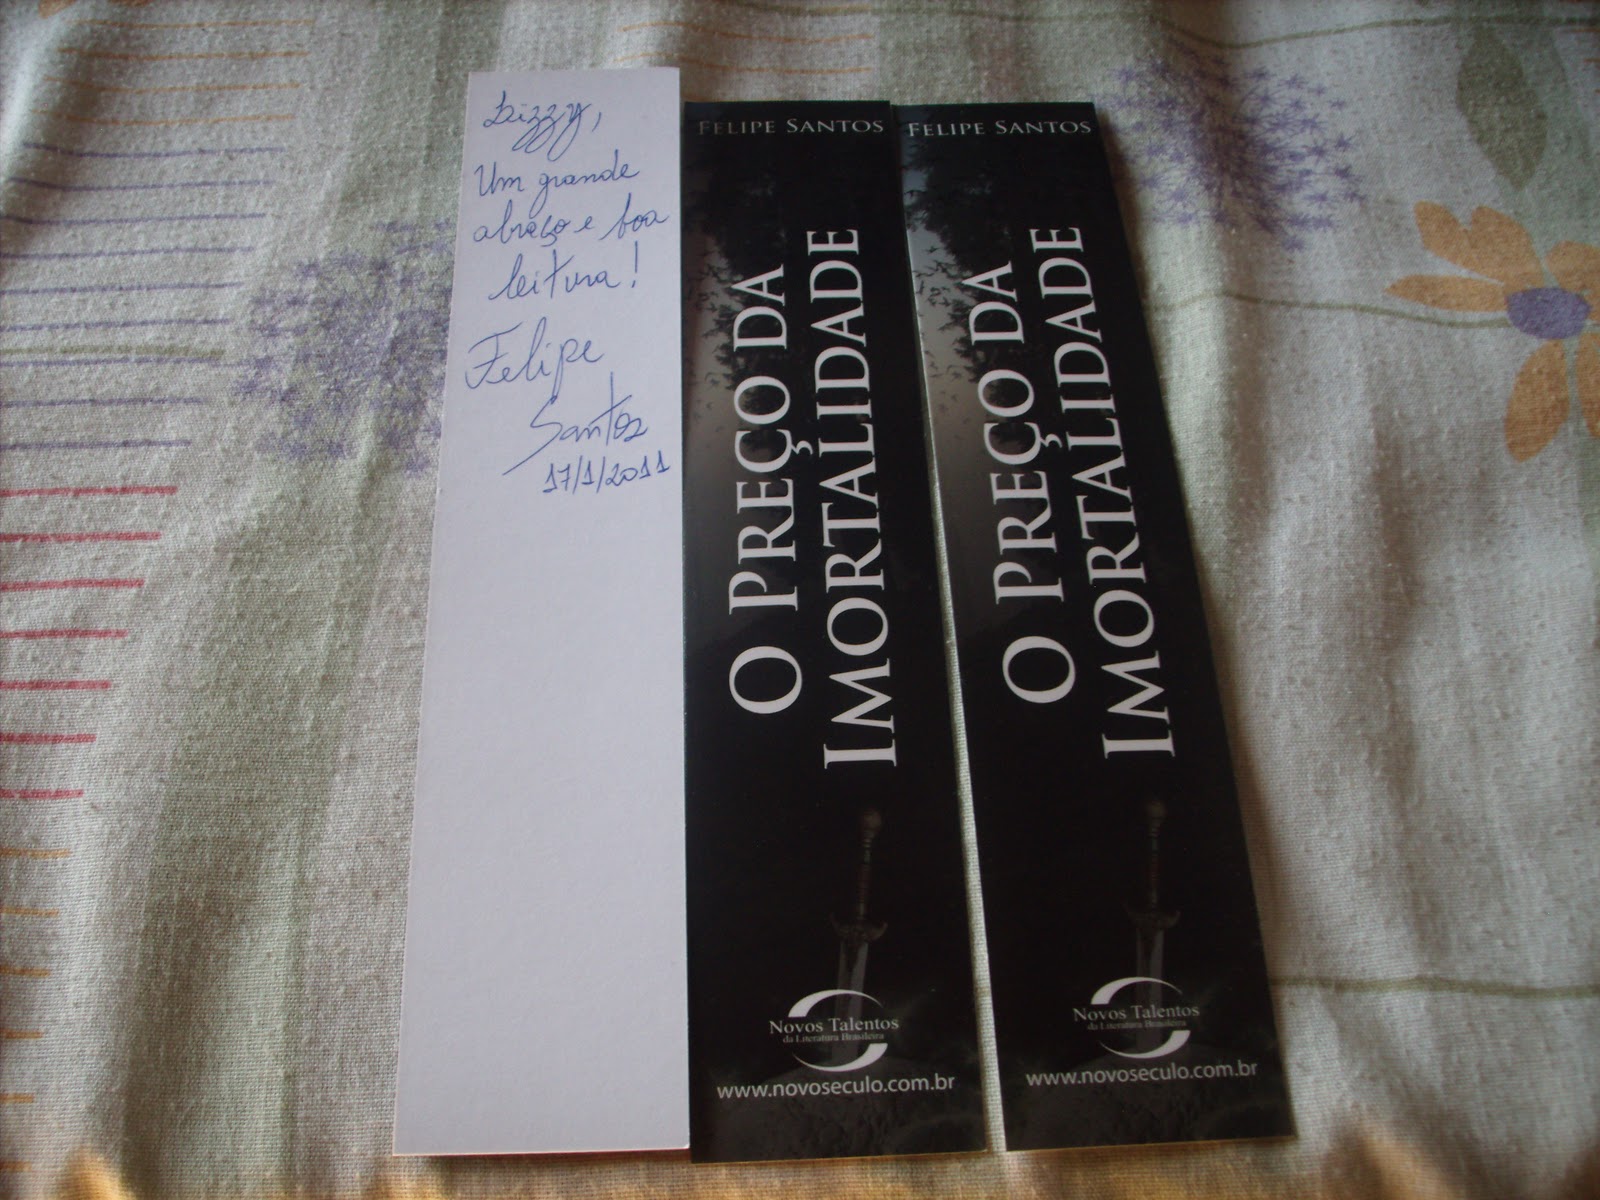 Lizzy,
Um grande
abraço e boa
leitura!
Felipe
Santos
17/1/2011
FELIPE SANTOS
O PREÇO DA
IMORTALIDADE
NOVOS TALENTOS
da Literatura Brasileira
www.novoseculo.com.br
FELIPE SANTOS
O PREÇO DA
IMORTALIDADE
NOVOS TALENTOS
da Literatura Brasileira
www.novoseculo.com.br